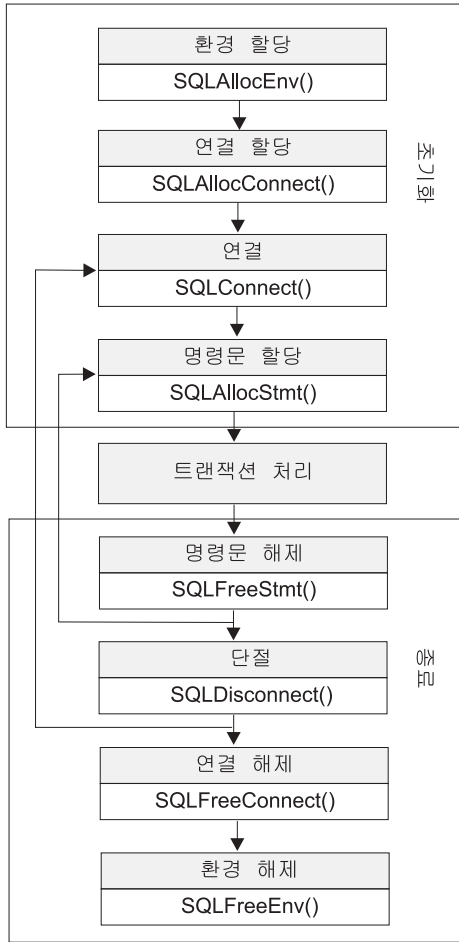 환경 할당
SQLAllocEnv()
연결 할당
SQLAllocConnect()
초기화
연결
SQLConnect()
명령문 할당
SQLAllocStmt()
트랜잭션 처리
명령문 해제
SQLFreeStmt()
단절
SQLDisconnect()
종료
연결 해제
SQLFreeConnect()
환경 해제
SQLFreeEnv()